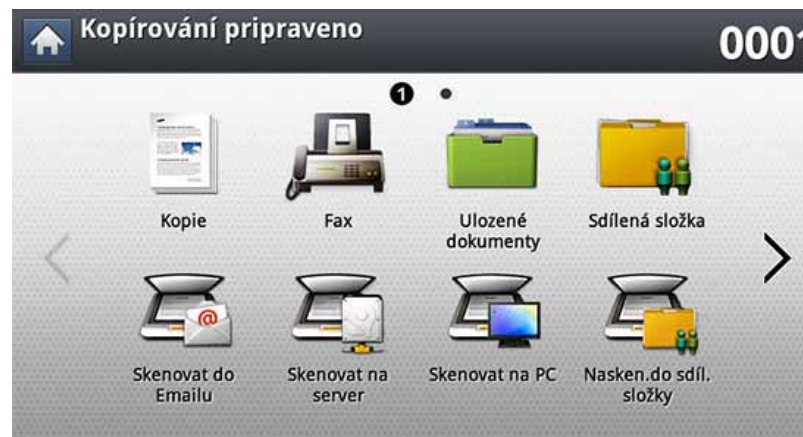 Kopírování pripraveno
0001
1
Kopie
Fax
Ulozené
dokumenty
Sdílená složka
@
Skenovat do
Emailu
Skenovat na
server
Skenovat na PC
Nasken.do sdíl.
složky